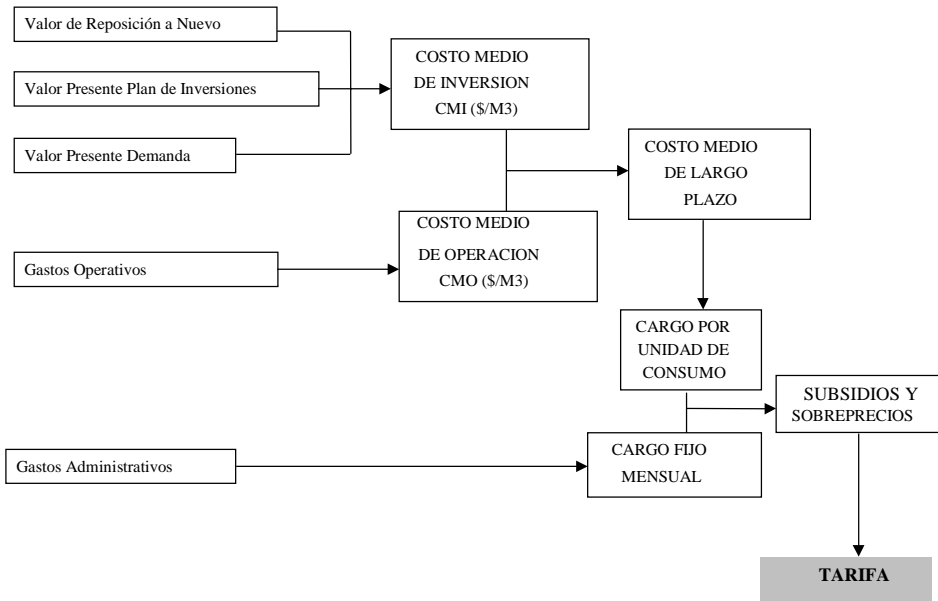 Valor de Reposición a Nuevo
Valor Presente Plan de Inversiones
Valor Presente Demanda
COSTO MEDIO
DE INVERSION
CMI ($/M3)
COSTO MEDIO
DE LARGO
PLAZO
Gastos Operativos
COSTO MEDIO
DE OPERACION
CMO ($/M3)
CARGO POR
UNIDAD DE
CONSUMO
SUBSIDIOS Y
SOBREPRECIOS
Gastos Administrativos
CARGO FIJO
MENSUAL
TARIFA